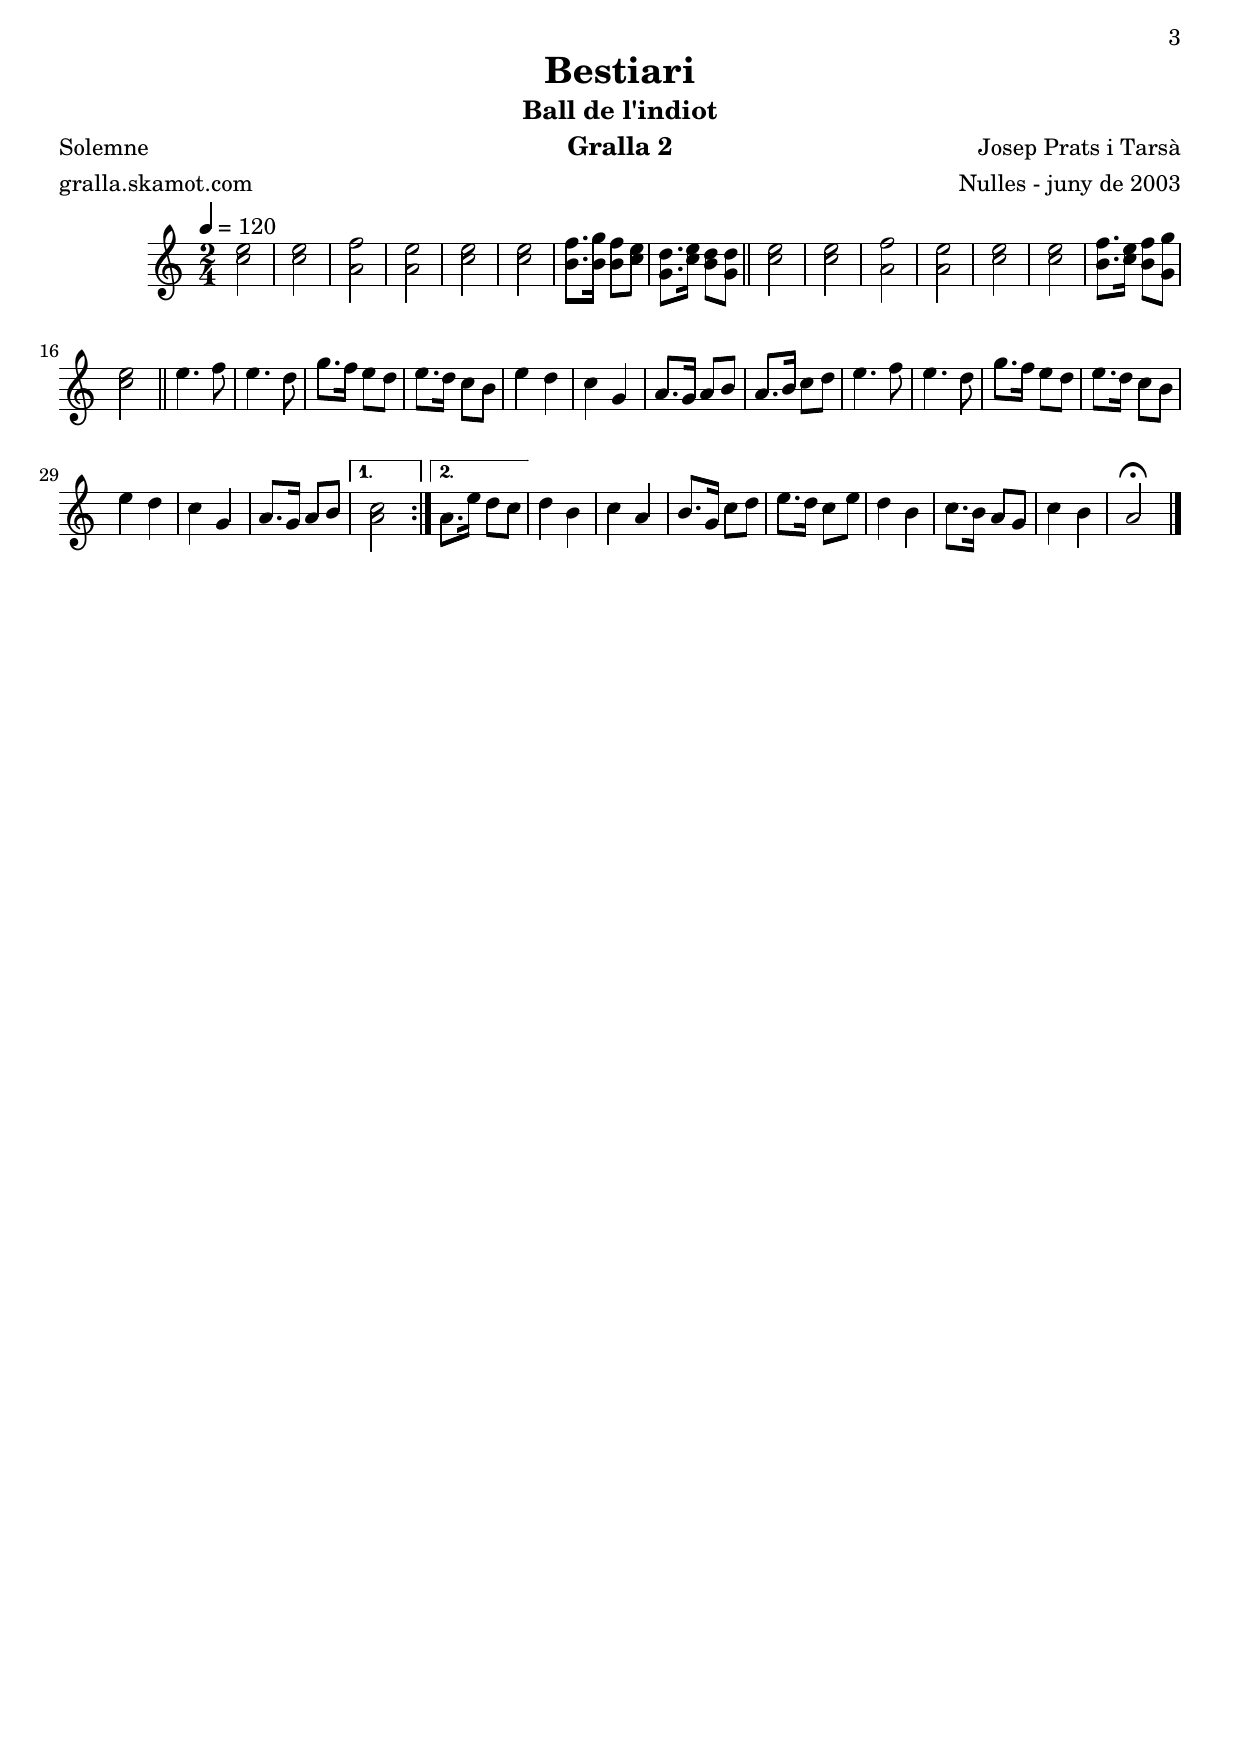 3
Bestiari
Ball de l'indiot
Solemne Gralla 2 Josep Prats i Tarsà
gralla.skamot.com Nulles - juny de 2003
= 120
2
4
16
29
1. 2.